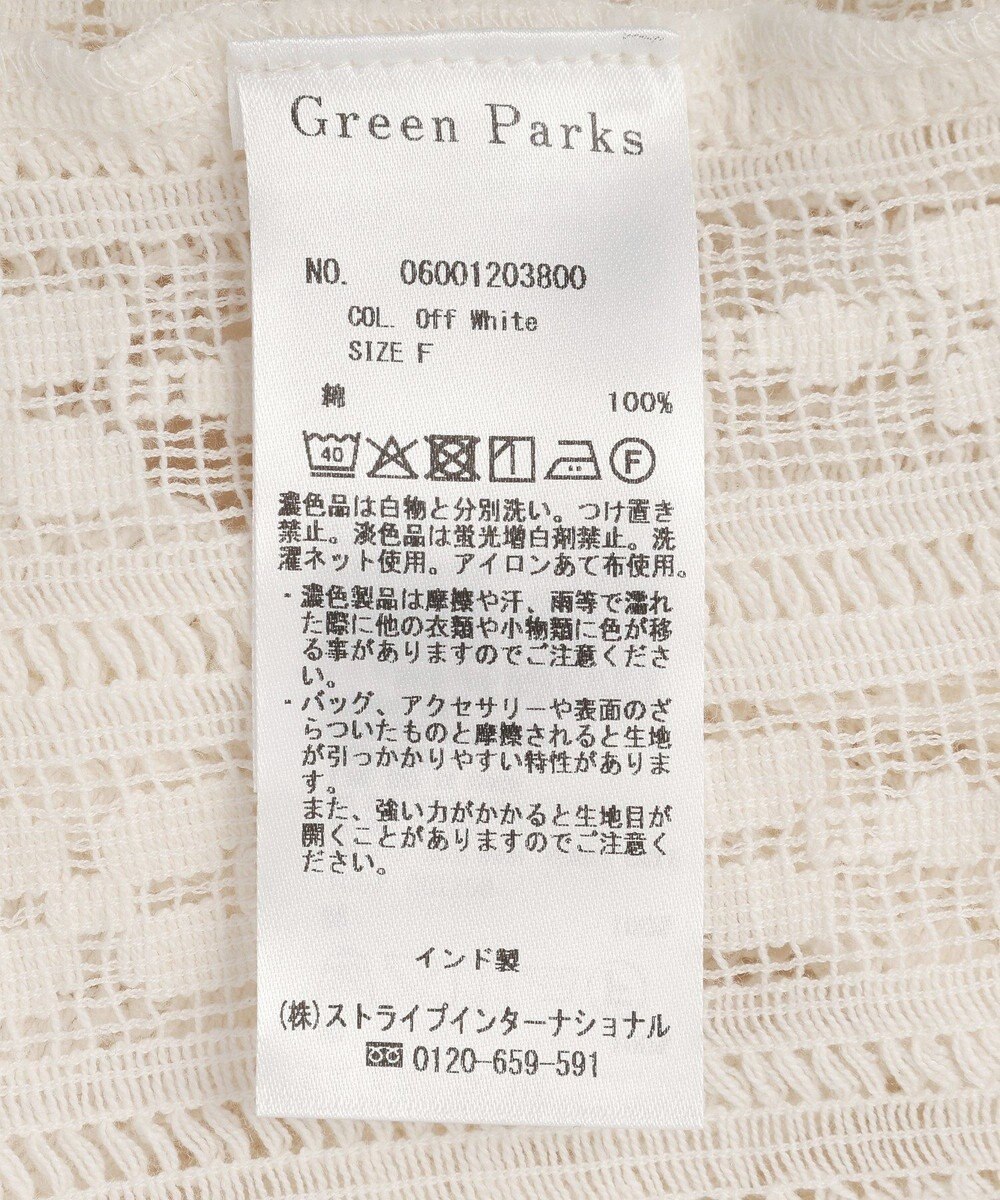 Green Parks
NO. 06001203800
COL. Off White
SIZE F
綿 100%
40 F
濃色品は白物と分別洗い。つけ置き
禁止。淡色品は蛍光増白剤禁止。洗
濯ネット使用。アイロンあて布使用。
・濃色製品は摩擦や汗、雨等で濡れ
た際に他の衣類や小物類に色が移
る事がありますのでご注意くださ
い。
・バッグ、アクセサリーや表面のざ
らついたものと摩擦されると生地
が引っかかりやすい特性がありま
す。
また、強い力がかかると生地目が
開くことがありますのでご注意く
ださい。
インド製
(株)ストライプインターナショナル
0120-659-591